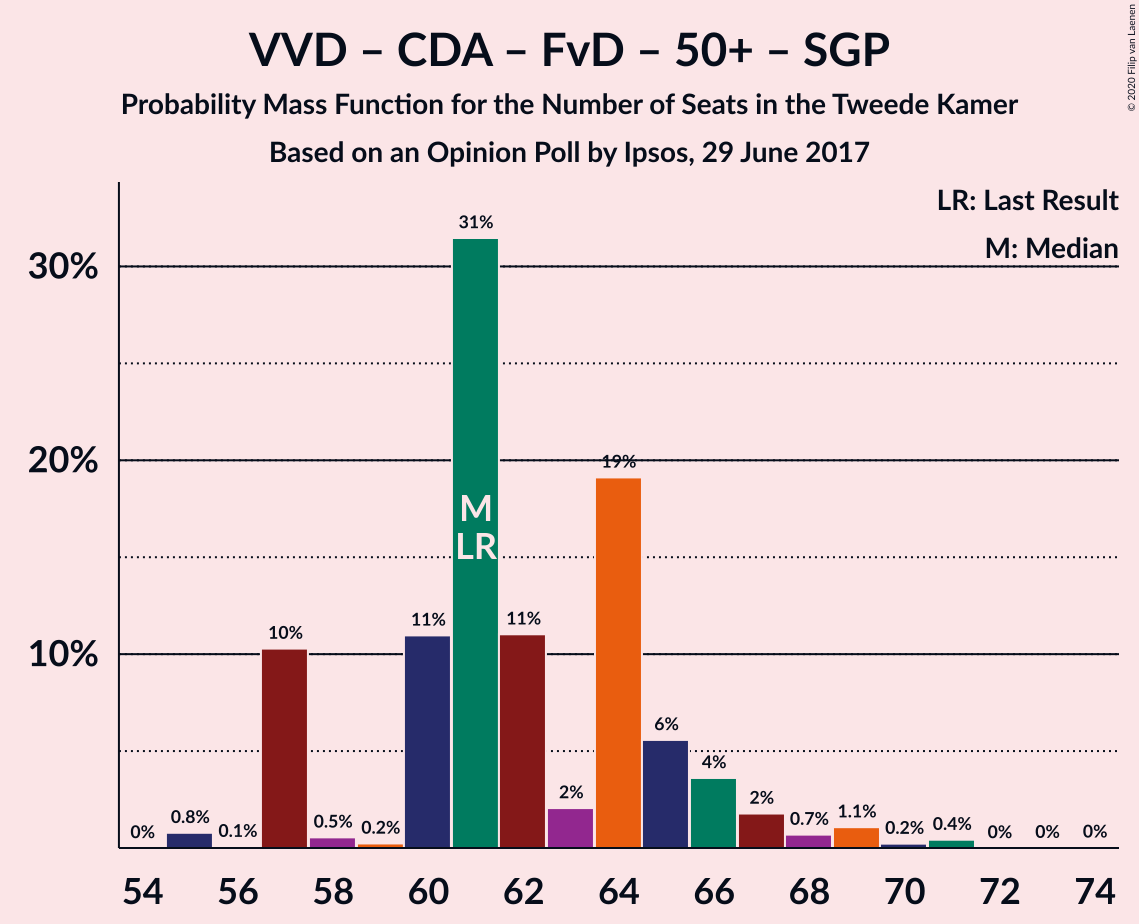 VVD – CDA – FvD – 50+ – SGP
Probability Mass Function for the Number of Seats in the Tweede Kamer
Based on an Opinion Poll by Ipsos, 29 June 2017
© 2020 Filip van Laenen
LR: Last Result
M: Median
30%
20%
10%
0%
0.8%
0.1%
10%
0.5%
0.2%
11%
31%
M
LR
11%
2%
19%
6%
4%
2%
0.7%
1.1%
0.2%
0.4%
0%
0%
0%
54 56 58 60 62 64 66 68 70 72 74